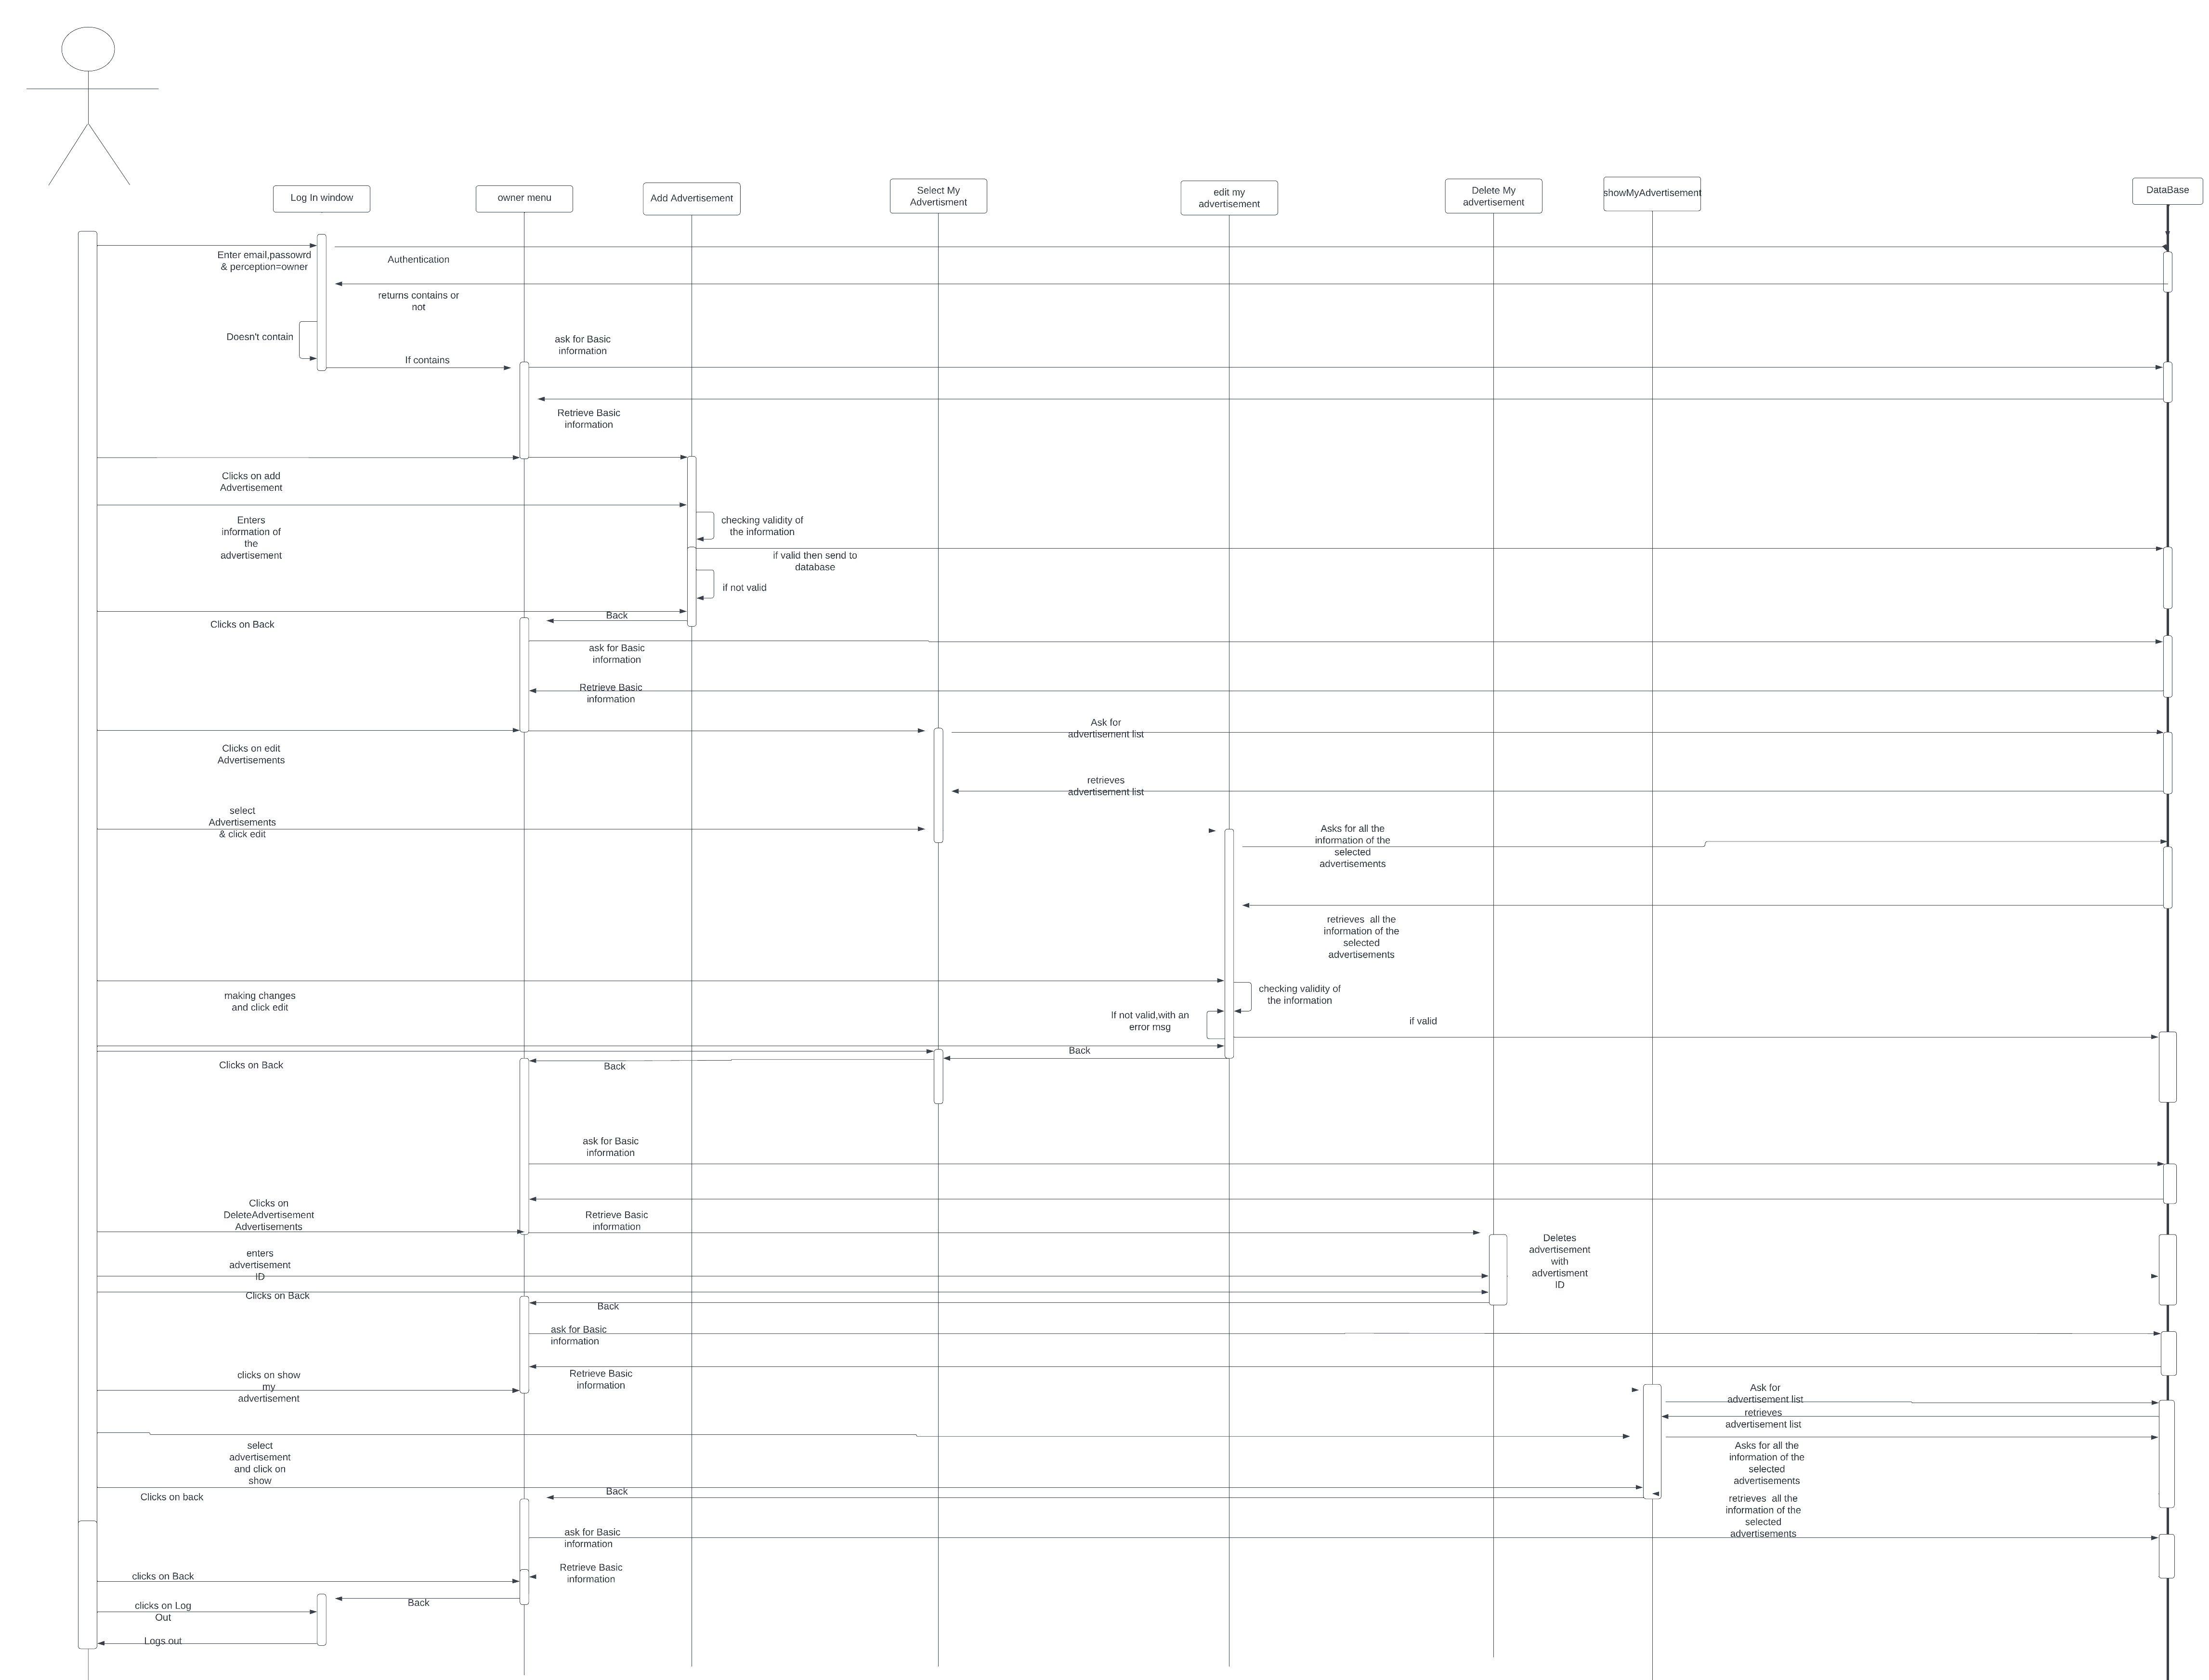 Log In window
owner menu
Add Advertisement
Select My
Advertisment
edit my
advertisement
Delete My
advertisement
showMyAdvertisement
DataBase
Enter email,passowrd
& perception=owner
Authentication
returns contains or
not
Doesn't contain
If contains
ask for Basic
information
Retrieve Basic
information
Clicks on add
Advertisement
Enters
information of
the
advertisement
checking validity of
the information
if valid then send to
database
if not valid
Back
Clicks on Back
ask for Basic
information
Retrieve Basic
information
Clicks on edit
Advertisements
Ask for
advertisement list
retrieves
advertisement list
select
Advertisements
& click edit
Asks for all the
information of the
selected
advertisements
retrieves  all the
information of the
selected
advertisements
making changes
and click edit
checking validity of
the information
If not valid,with an
error msg
if valid
Back
Clicks on Back
Back
ask for Basic
information
Clicks on
DeleteAdvertisement
Advertisements
Retrieve Basic
information
Deletes
advertisement
with
advertisment
ID
enters
advertisement
ID
Clicks on Back
Back
ask for Basic
information
Retrieve Basic
information
clicks on show
my
advertisement
Ask for
advertisement list
retrieves
advertisement list
select
advertisement
and click on
show
Asks for all the
information of the
selected
advertisements
Clicks on back
Back
retrieves  all the
information of the
selected
advertisements
ask for Basic
information
Retrieve Basic
information
clicks on Back
Back
clicks on Log
Out
Logs out